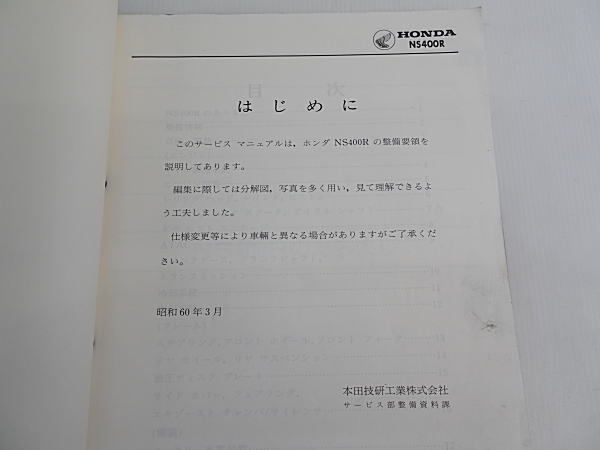 HONDA
NS400R
はじめに
このサービス マニュアルは，ホンダ NS400R の整備要領を
説明してあります。
編集に際しては分解図，写真を多く用い，見て理解できるよ
う工夫しました。
仕様変更等により車輛と異なる場合がありますがご了承くだ
さい。
昭和60年3月
本田技研工業株式会社
サービス部整備資料課